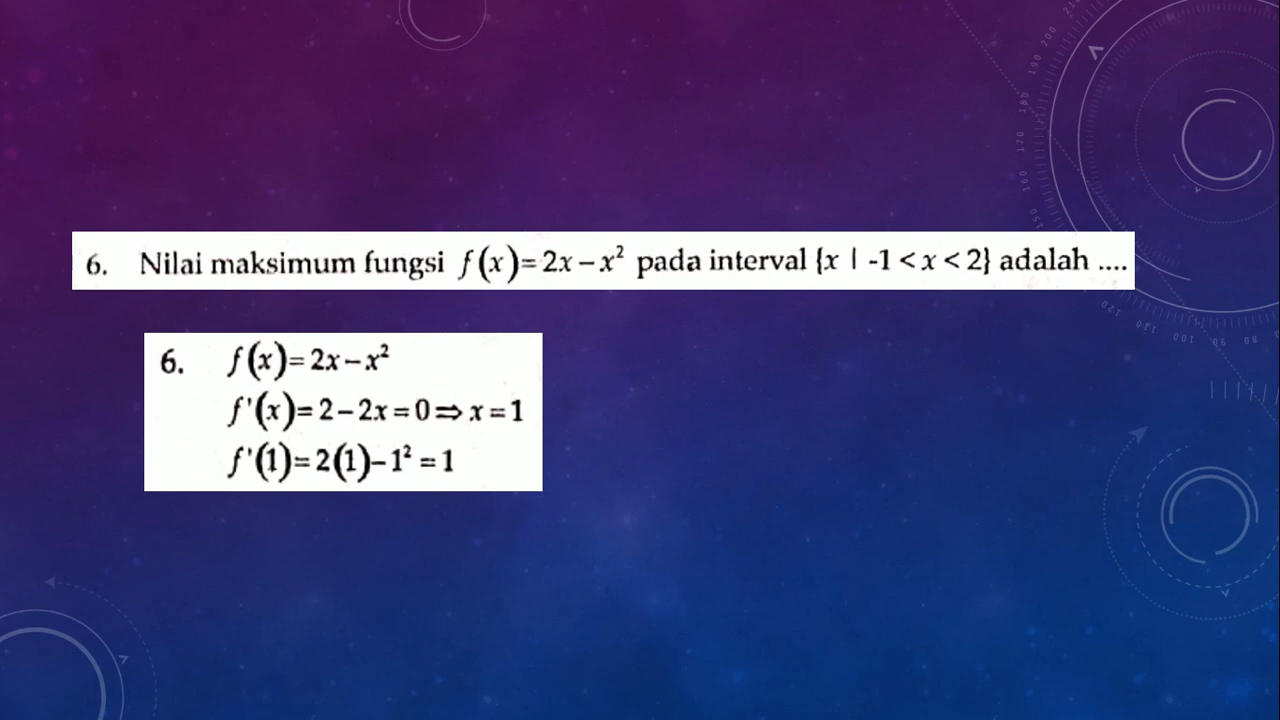 6. Nilai maksimum fungsi f(x)=2x−x² pada interval {x | -1<x<2} adalah ....
6. f(x)=2x−x²
f'(x)=2−2x=0⇒x=1
f'(1)=2(1)−1²=1